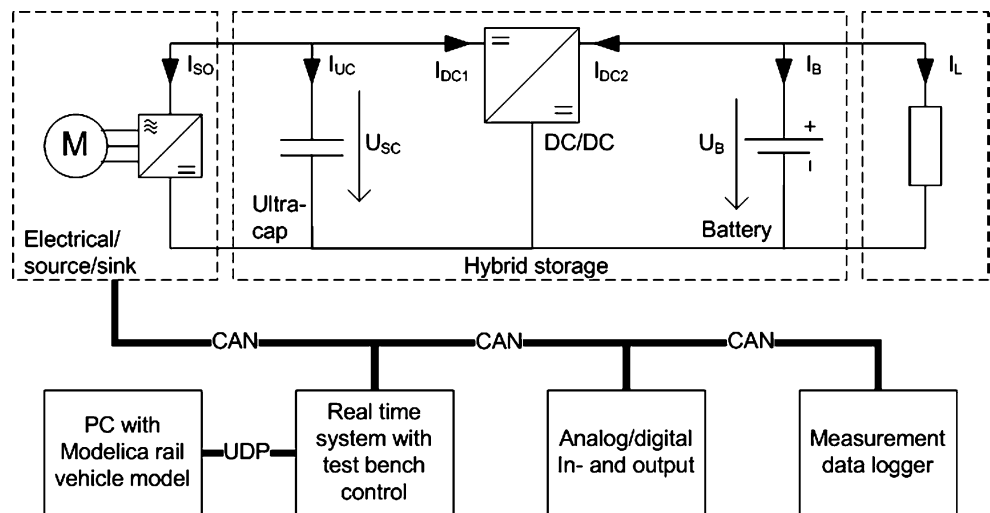 I_SO
I_UC
I_DC1
I_DC2
I_B
I_L
M
U_SC
DC/DC
U_B
+
Ultra-
cap
Battery
Electrical/
source/sink
Hybrid storage
CAN
CAN
CAN
PC with
Modelica rail
vehicle model
UDP
Real time
system with
test bench
control
Analog/digital
In- and output
Measurement
data logger